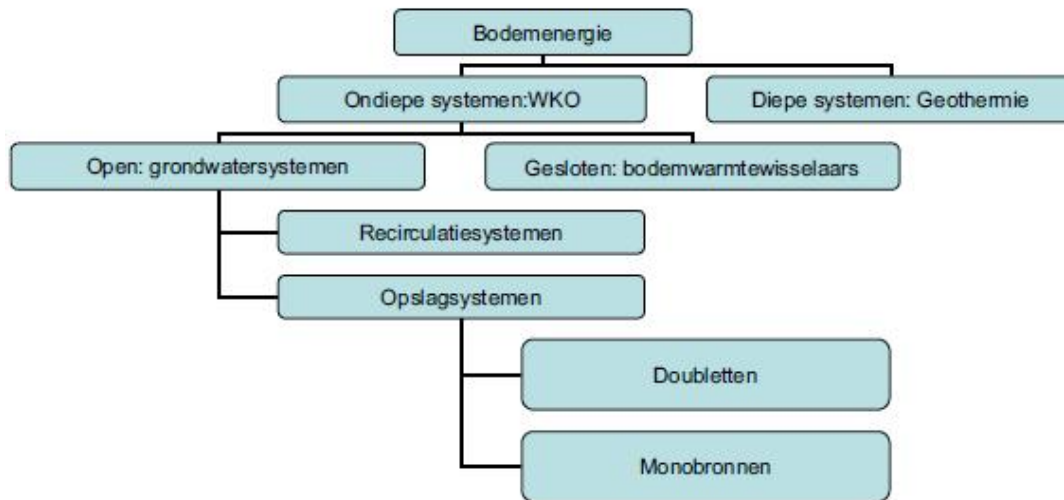 Bodemenergie
Ondiepe systemen:WKO
Diepe systemen: Geothermie
Open: grondwatersystemen
Gesloten: bodemwarmtewisselaars
Recirculatiesystemen
Opslagsystemen
Doubletten
Monobronnen